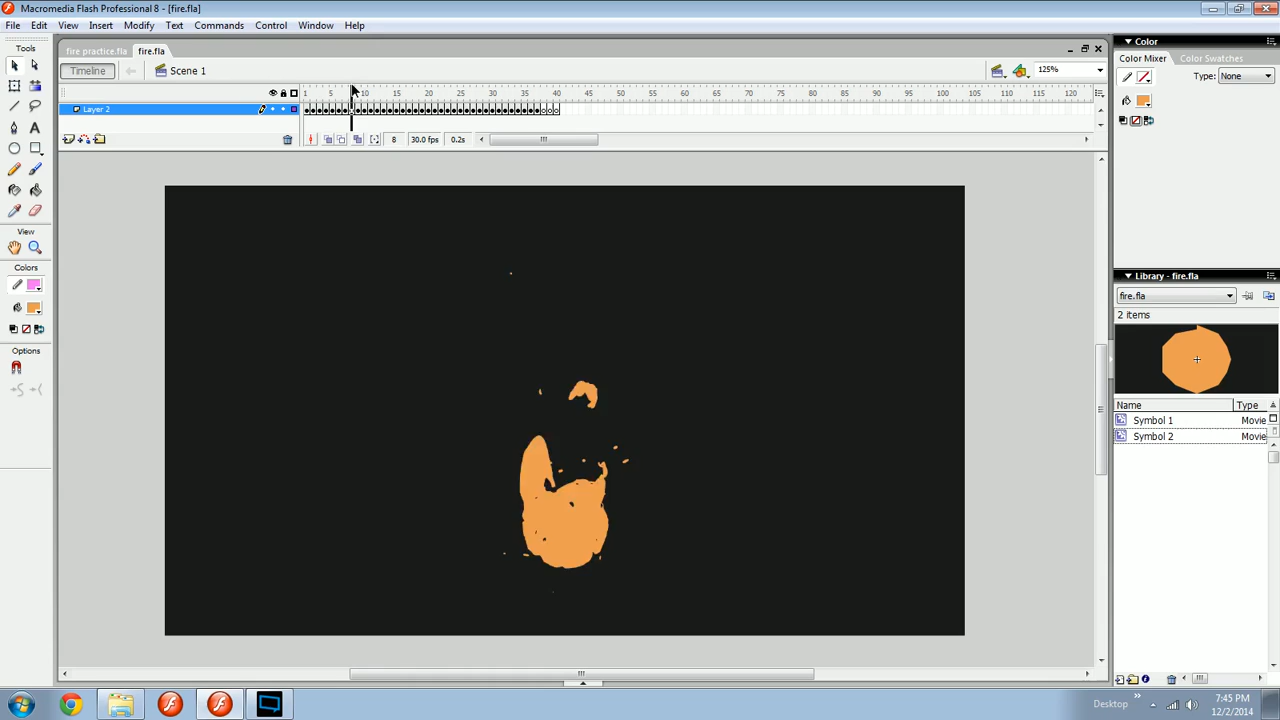 Macromedia Flash Professional 8 - [fire.fla]
File Edit View Insert Modify Text Commands Control Window Help
Tools
fire practice.fla fire.fla
Color
Color Mixer Color Swatches
Timeline Scene 1 125%
Type: None
1 5 10 15 20 25 30 35 40 45 50 55 60 65 70 75 80 85 90 95 100 105 110 115 120
Layer 2
8 30.0 fps 0.2s
View
Colors
Options
Library - fire.fla
fire.fla
2 items
Name Type
Symbol 1 Movie
Symbol 2 Movie
Desktop
7:45 PM
12/2/2014